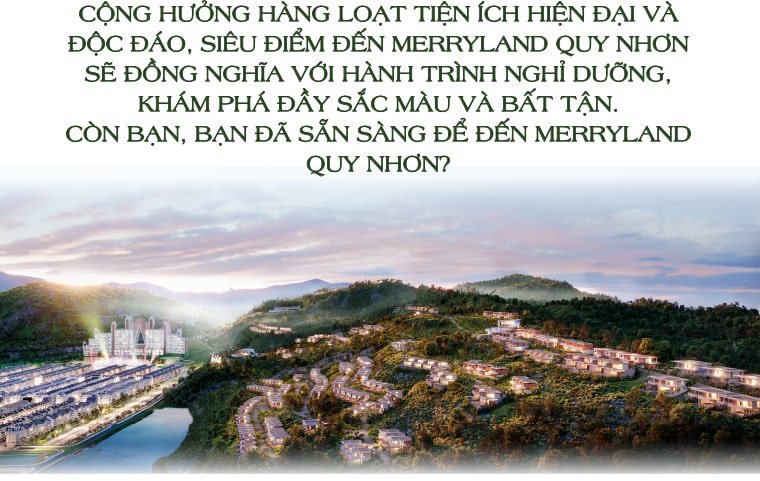 CỘNG HƯỞNG HÀNG LOẠT TIỆN ÍCH HIỆN ĐẠI VÀ
ĐỘC ĐÁO, SIÊU ĐIỂM ĐẾN MERRYLAND QUY NHƠN
SẼ ĐỒNG NGHĨA VỚI HÀNH TRÌNH NGHỈ DƯỠNG,
KHÁM PHÁ ĐẦY SẮC MÀU VÀ BẤT TẬN.
CÒN BẠN, BẠN ĐÃ SẴN SÀNG ĐỂ ĐẾN MERRYLAND
QUY NHƠN?